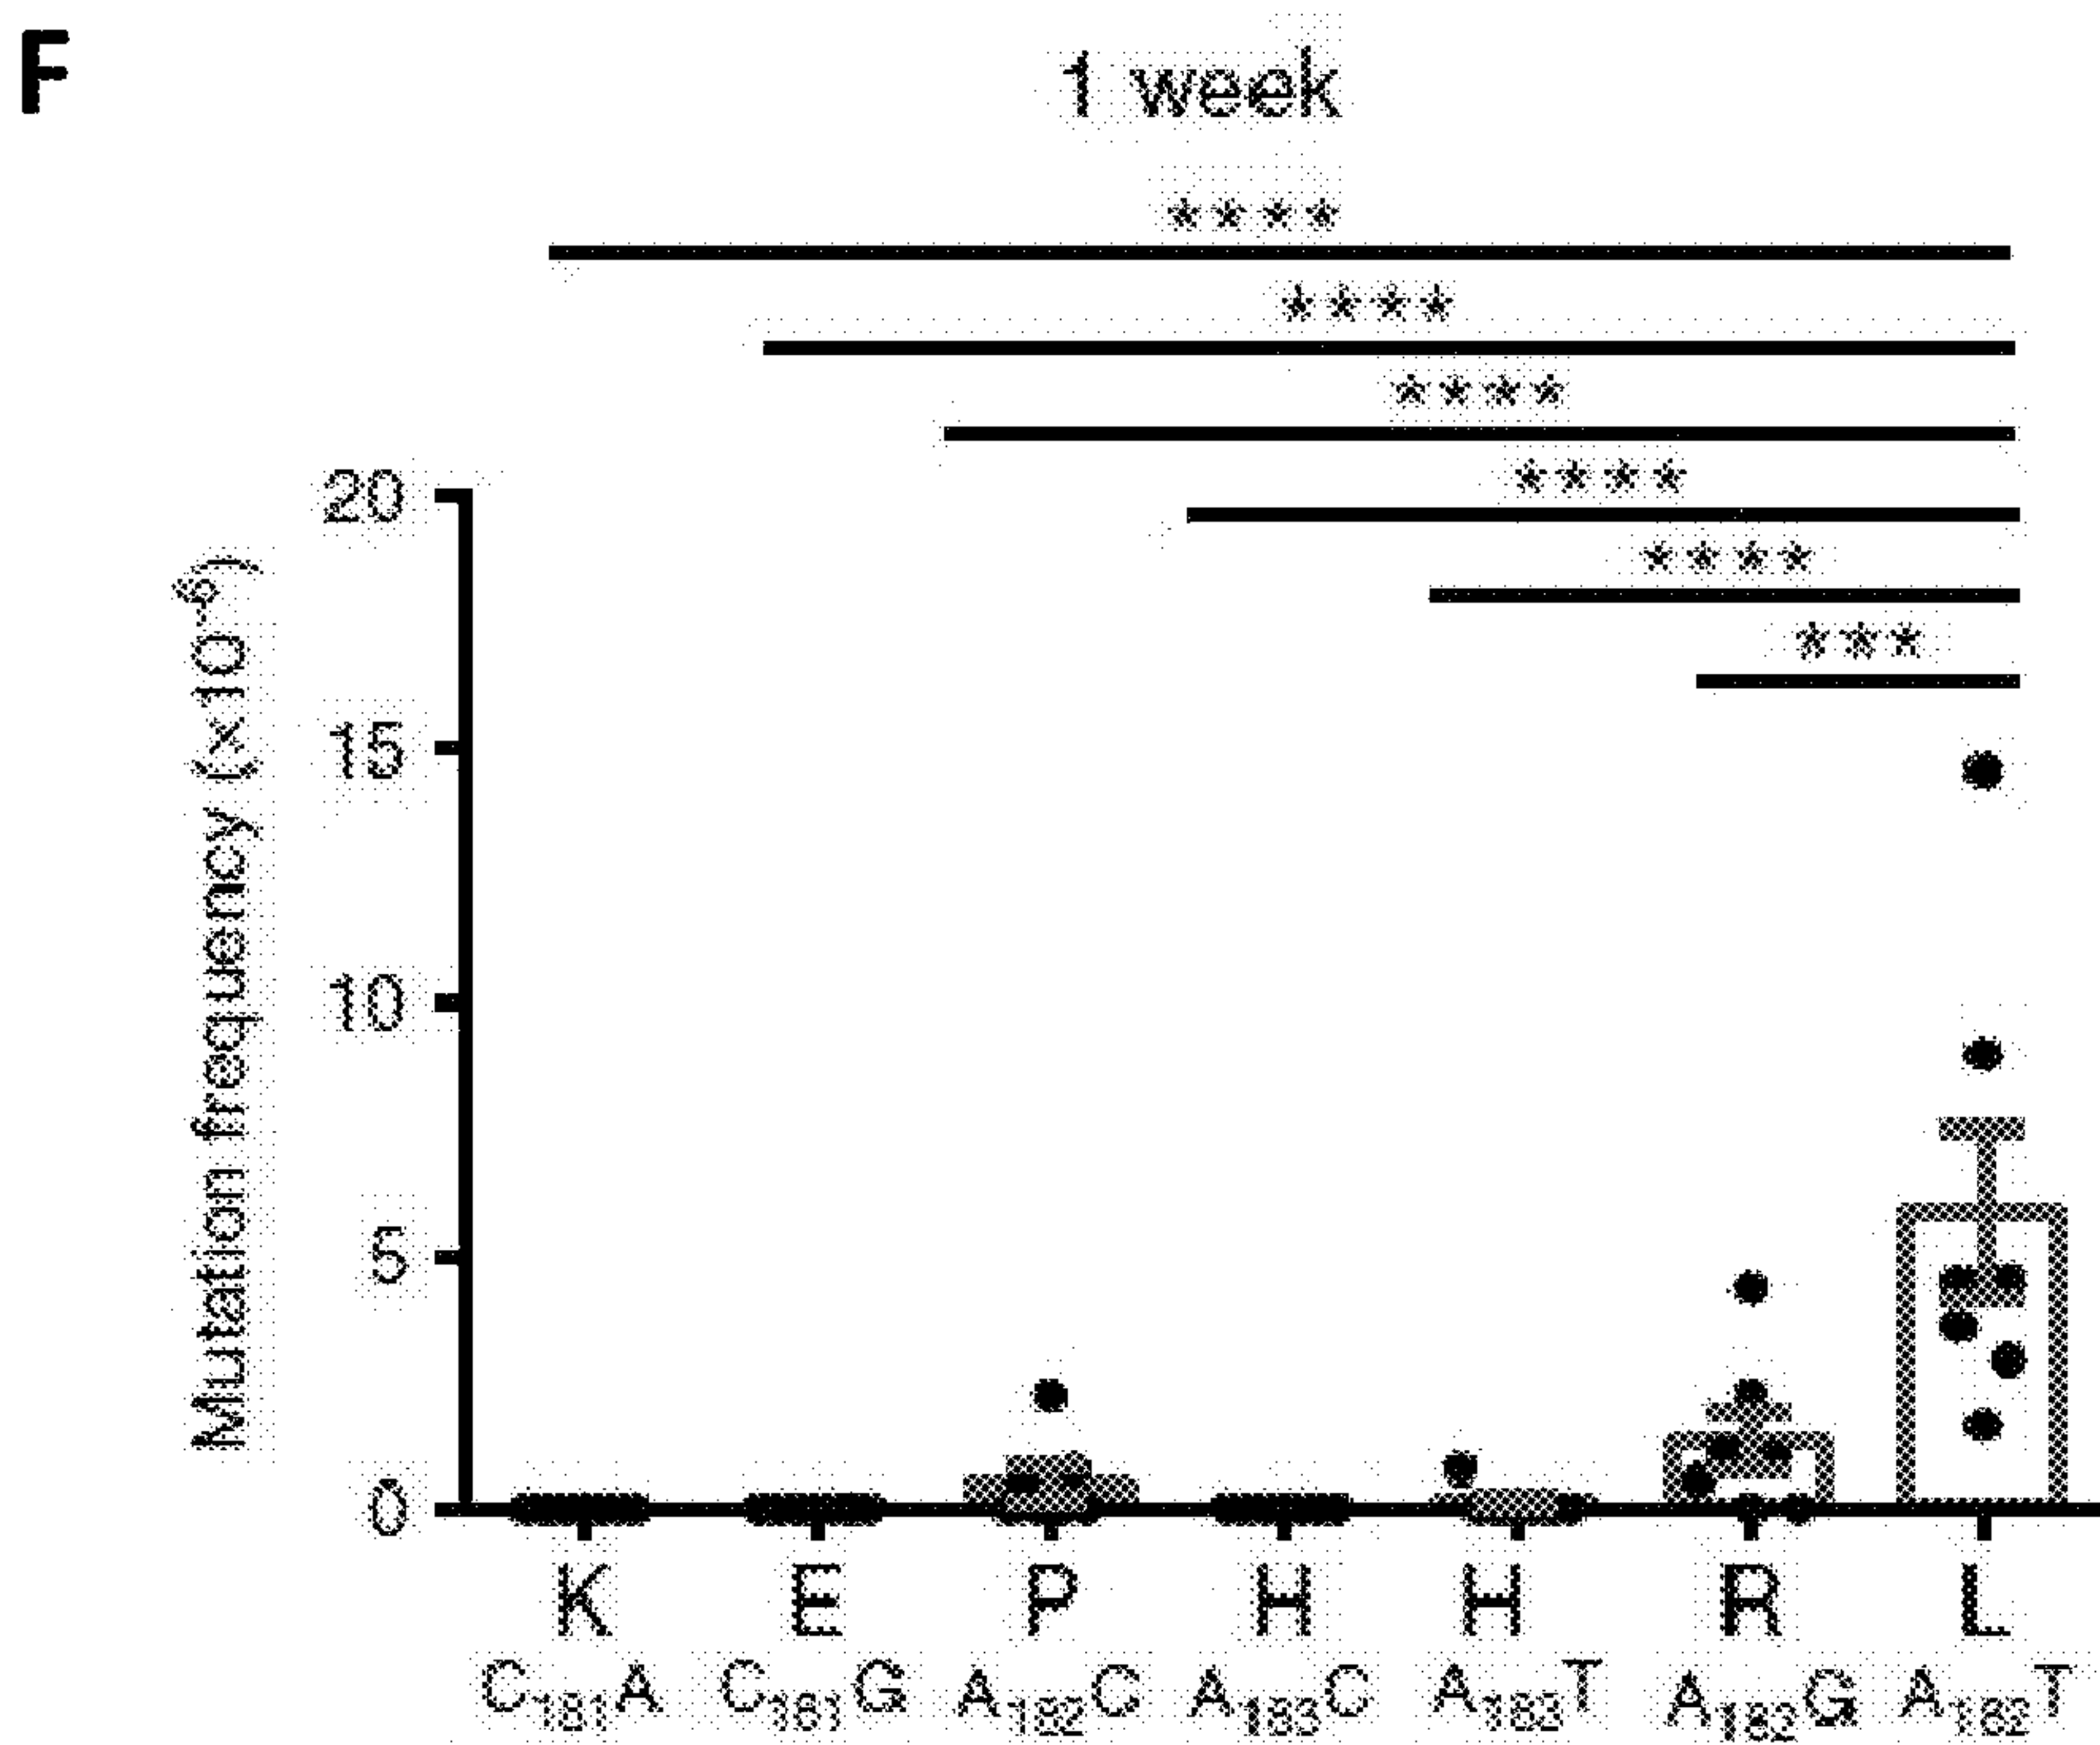 F
1 week
****
****
****
****
****
***
Mutation frequency (×10⁻⁵)
20
15
10
5
0
K E P H H R L
C₁₈₁A C₁₈₁G A₁₈₂C A₁₈₃C A₁₈₃T A₁₈₂G A₁₈₂T